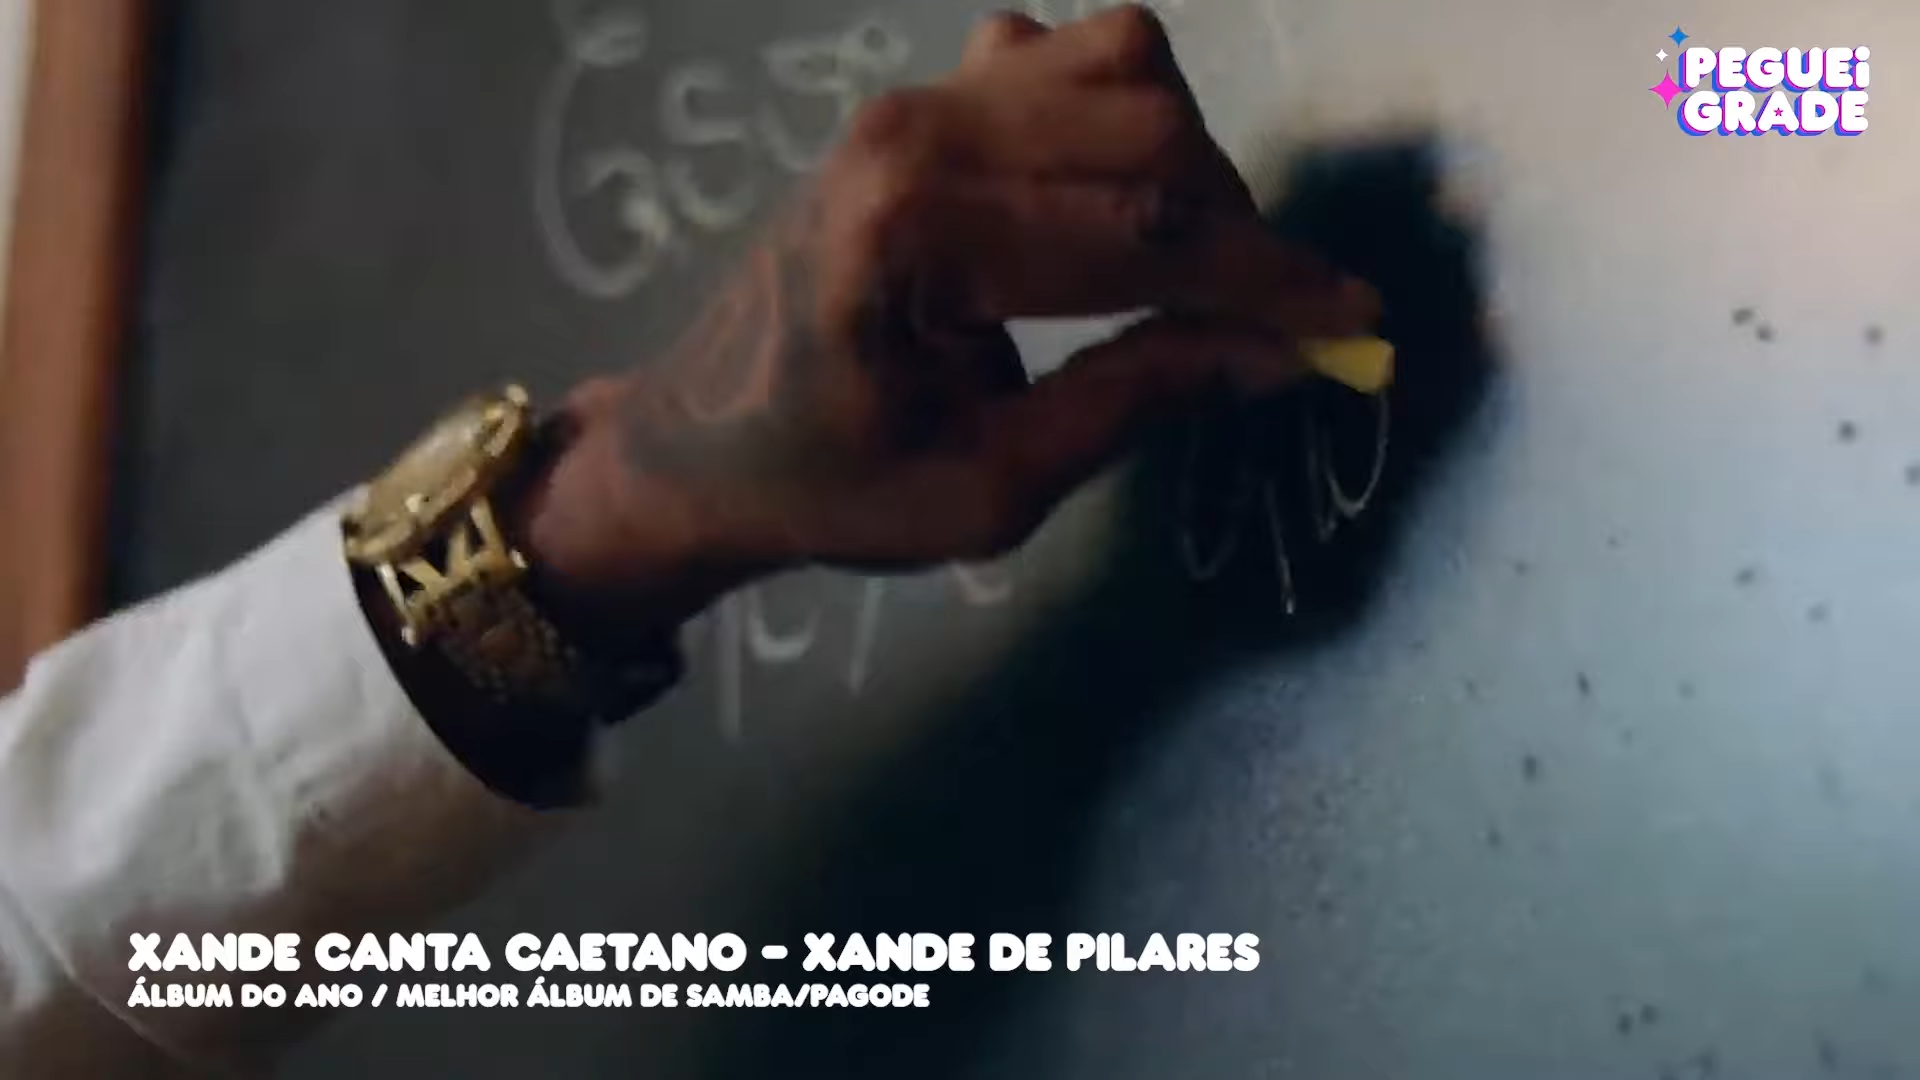 PEGUEi
GRADE
XANDE CANTA CAETANO - XANDE DE PILARES
ÁLBUM DO ANO / MELHOR ÁLBUM DE SAMBA/PAGODE